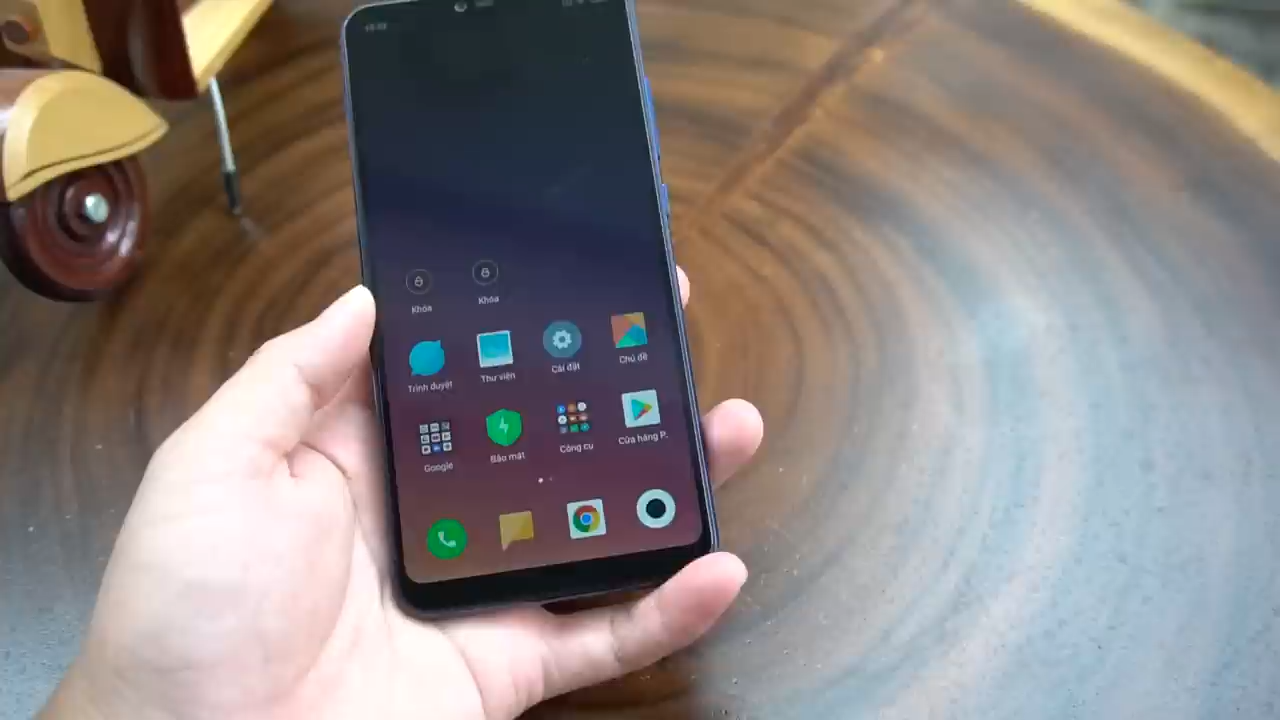 Khóa
Khóa
Trình duyệt
Thư viện
Cài đặt
Chủ đề
Google
Bảo mật
Công cụ
Cửa hàng P..